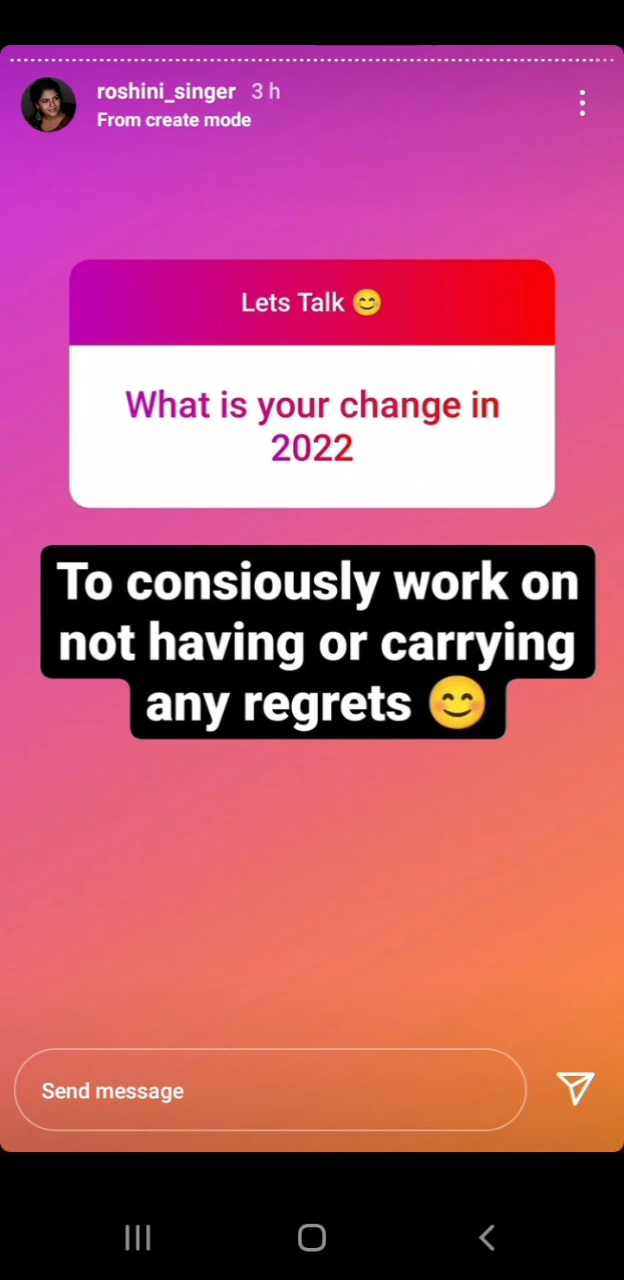 roshini_singer 3 h
From create mode
Lets Talk 😊
What is your change in
2022
To consiously work on
not having or carrying
any regrets 😊
Send message